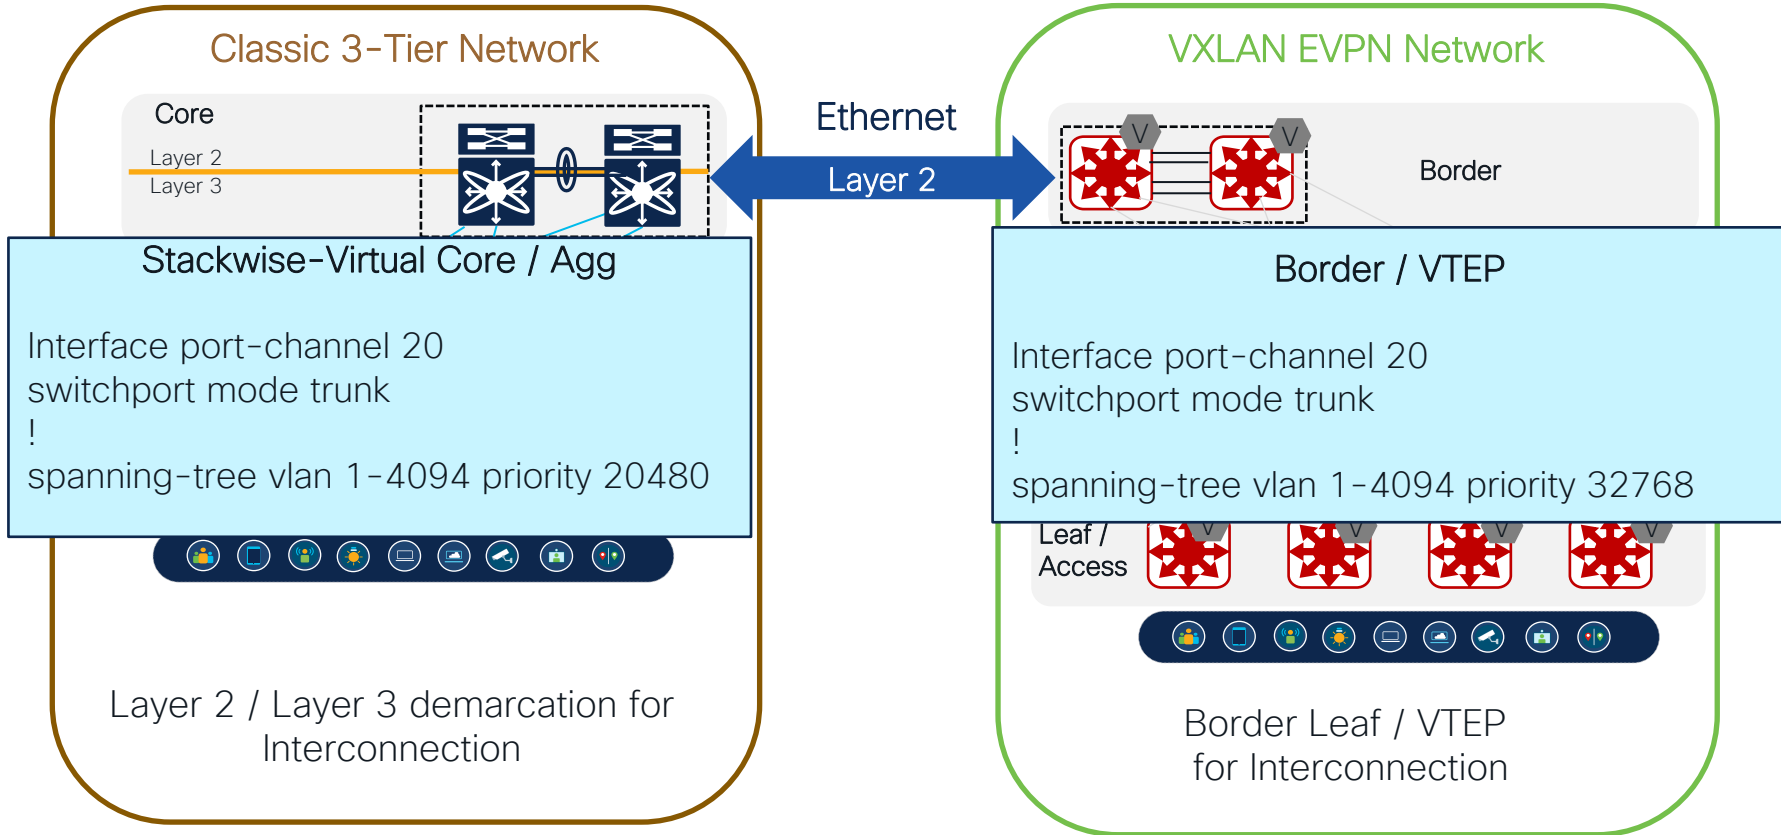 Classic 3-Tier Network
Core
Layer 2
Layer 3
Stackwise-Virtual Core / Agg
Interface port-channel 20
switchport mode trunk
!
spanning-tree vlan 1-4094 priority 20480
Layer 2 / Layer 3 demarcation for
Interconnection
Ethernet
Layer 2
VXLAN EVPN Network
V
V
Border
Border / VTEP
Interface port-channel 20
switchport mode trunk
!
spanning-tree vlan 1-4094 priority 32768
Leaf /
Access
V
V
V
V
Border Leaf / VTEP
for Interconnection